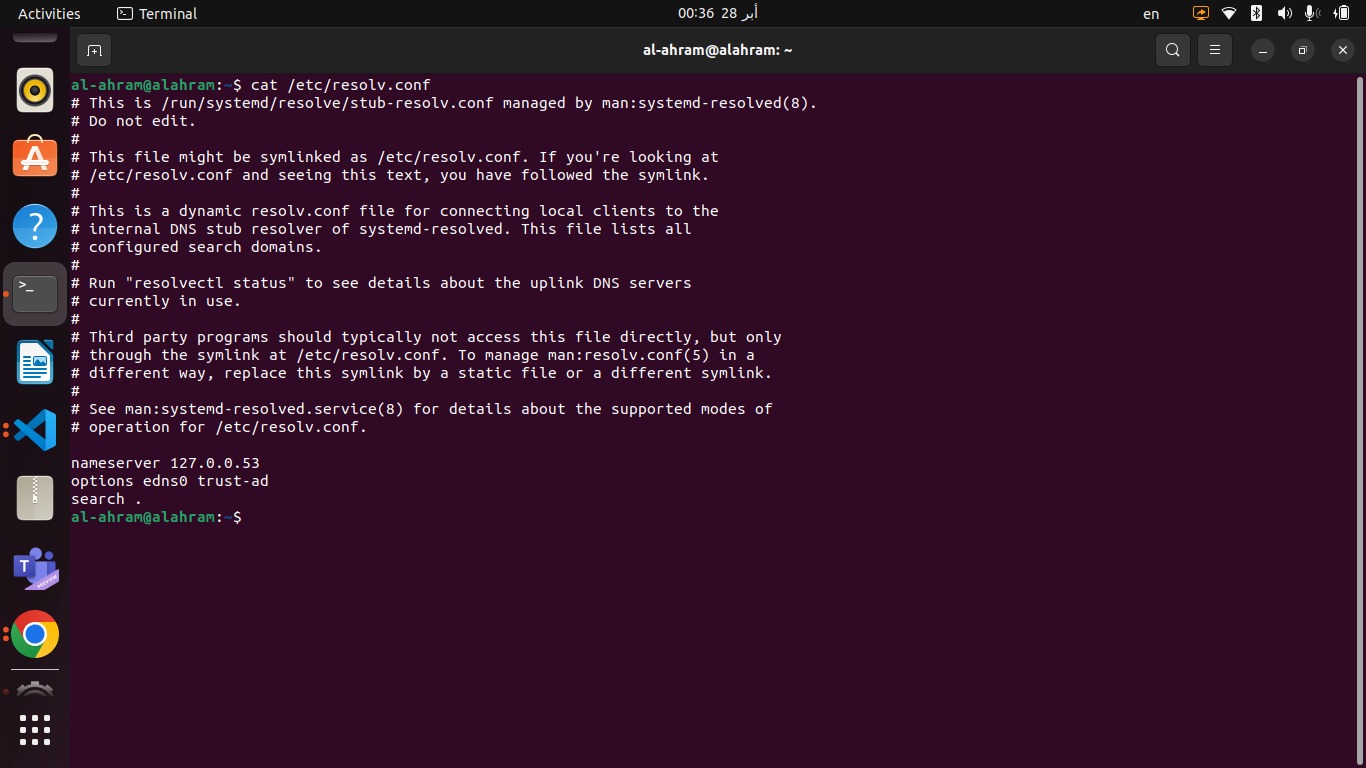 Activities
Terminal
00:36 28 أبر
en
al-ahram@alahram: ~
al-ahram@alahram:~$ cat /etc/resolv.conf
# This is /run/systemd/resolve/stub-resolv.conf managed by man:systemd-resolved(8).
# Do not edit.
#
# This file might be symlinked as /etc/resolv.conf. If you're looking at
# /etc/resolv.conf and seeing this text, you have followed the symlink.
#
# This is a dynamic resolv.conf file for connecting local clients to the
# internal DNS stub resolver of systemd-resolved. This file lists all
# configured search domains.
#
# Run "resolvectl status" to see details about the uplink DNS servers
# currently in use.
#
# Third party programs should typically not access this file directly, but only
# through the symlink at /etc/resolv.conf. To manage man:resolv.conf(5) in a
# different way, replace this symlink by a static file or a different symlink.
#
# See man:systemd-resolved.service(8) for details about the supported modes of
# operation for /etc/resolv.conf.
nameserver 127.0.0.53
options edns0 trust-ad
search .
al-ahram@alahram:~$
?
>_
T
PREVIEW